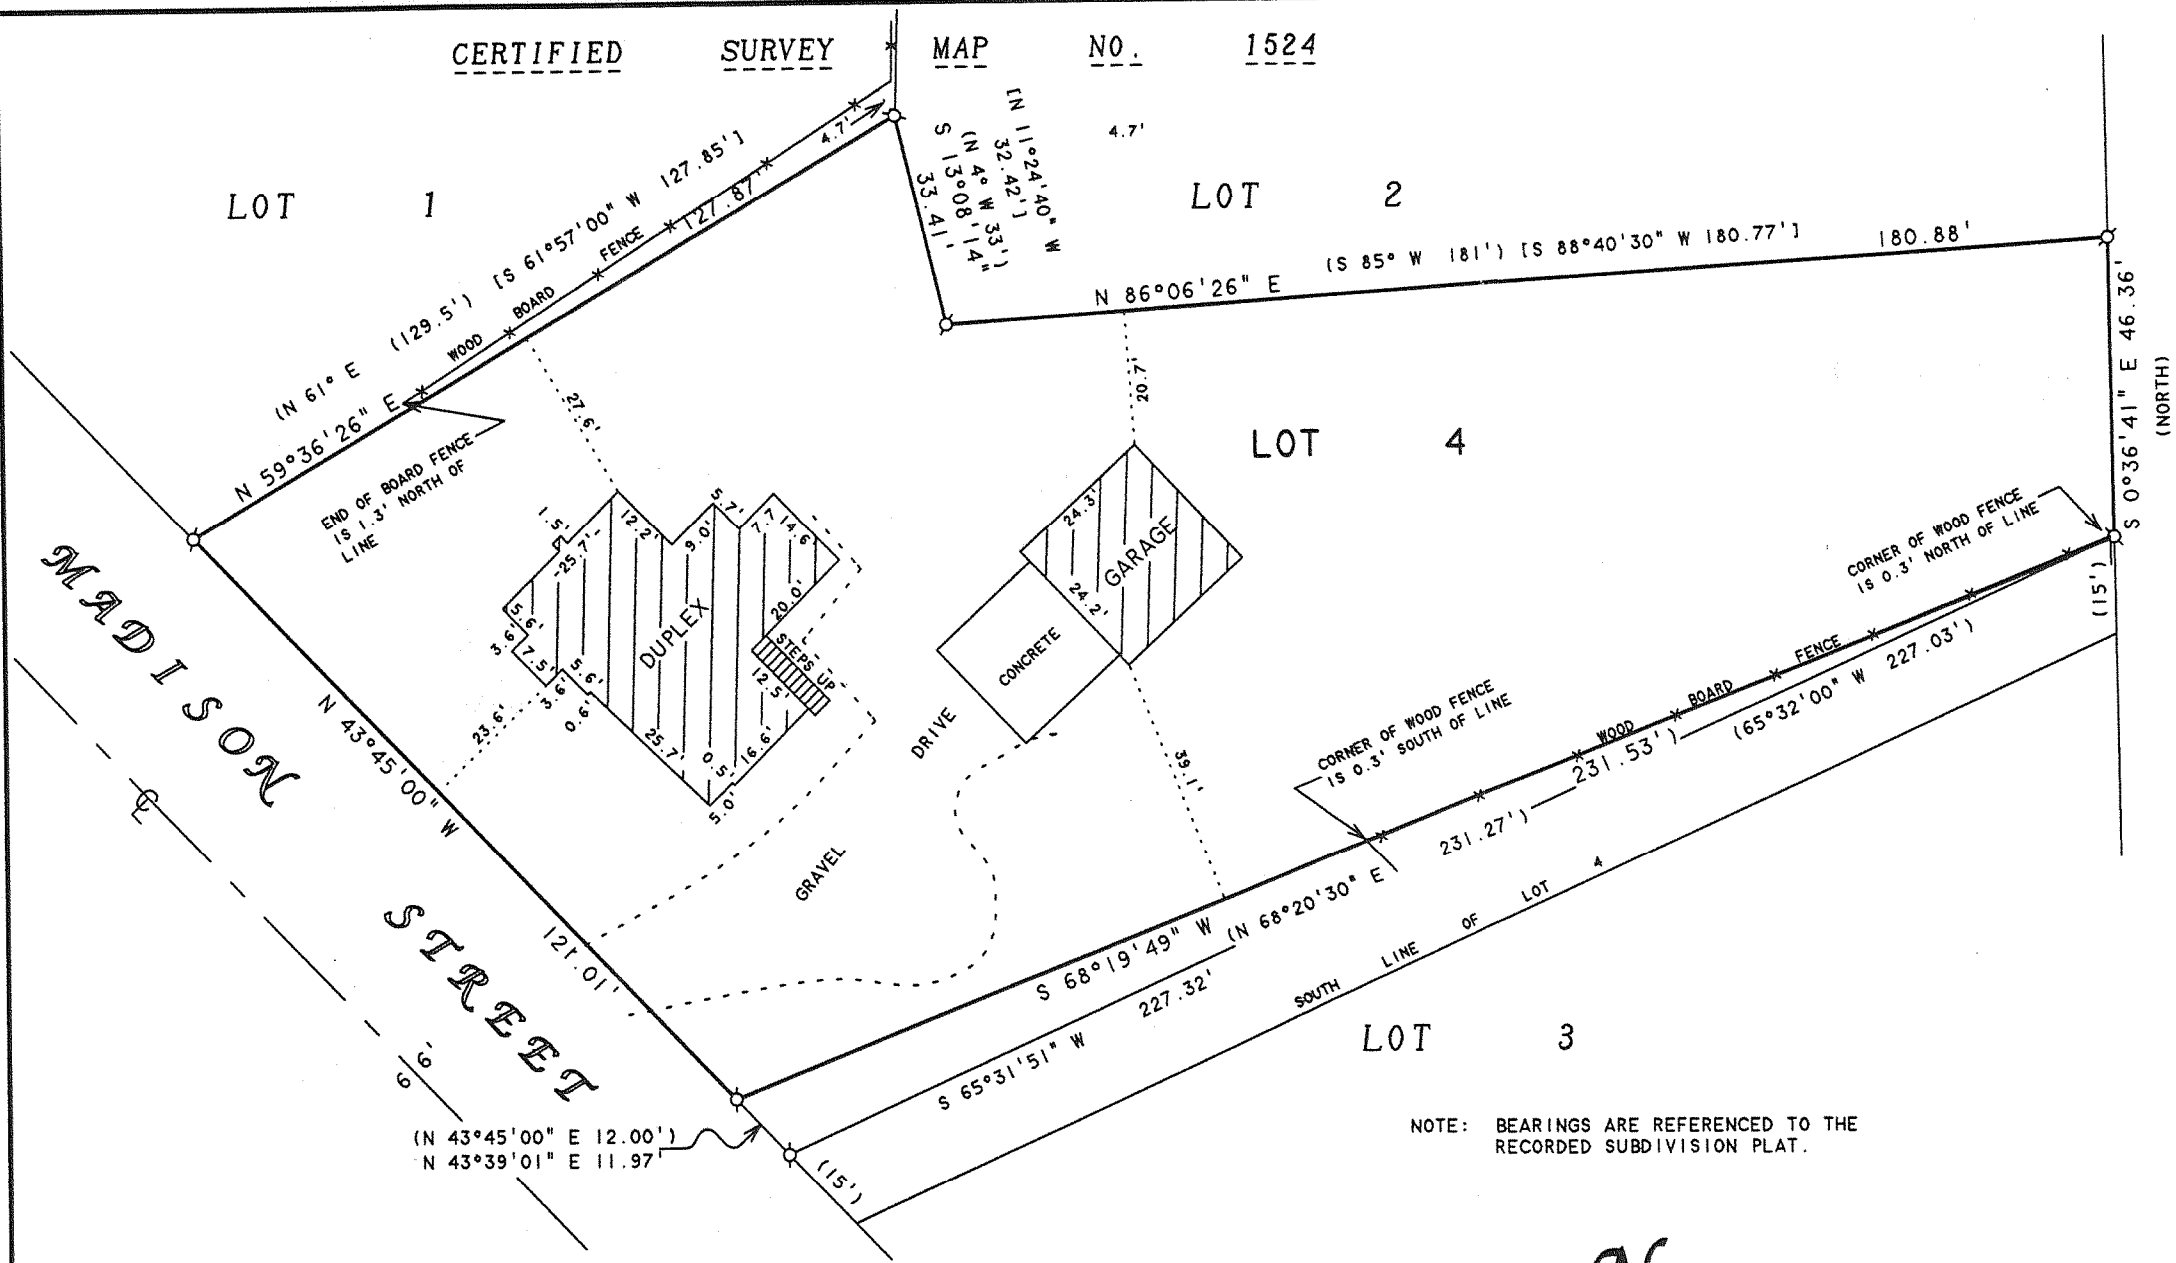 CERTIFIED SURVEY MAP NO. 1524
LOT 1
(N 61° E (129.5') [S 61°57'00" W 127.85']
WOOD BOARD FENCE
N 59°36'26" E
127.87'
4.7'
[N 11°24'40" W
32.42']
(N 4° W 33')
S 13°08'14"
33.41'
4.7'
LOT 2
(S 85° W 181') [S 88°40'30" W 180.77']
180.88'
N 86°06'26" E
S 0°36'41" E 46.36'
(NORTH)
END OF BOARD FENCE
IS 1.3' NORTH OF
LINE
27.6'
20.7'
LOT 4
CORNER OF WOOD FENCE
IS 0.3' NORTH OF LINE
(15')
1.5'
25.7'
12.2'
9.0'
5.7'
7.7
14.6'
20.0'
5.6'
3.6'
7.5'
5.6'
3.6'
0.6'
DUPLEX
STEPS UP
12.5'
25.7'
0.5'
16.6'
5.0'
23.6'
24.3'
GARAGE
24.2'
CONCRETE
DRIVE
GRAVEL
39.1'
CORNER OF WOOD FENCE
IS 0.3' SOUTH OF LINE
WOOD BOARD FENCE
231.53')
(65°32'00" W 227.03')
231.27')
MADISON STREET
N 43°45'00" W
121.01'
℄
66'
S 68°19'49" W
(N 68°20'30" E
S 65°31'51" W 227.32'
SOUTH LINE OF LOT 4
LOT 3
(N 43°45'00" E 12.00')
N 43°39'01" E 11.97'
(15')
NOTE: BEARINGS ARE REFERENCED TO THE
RECORDED SUBDIVISION PLAT.